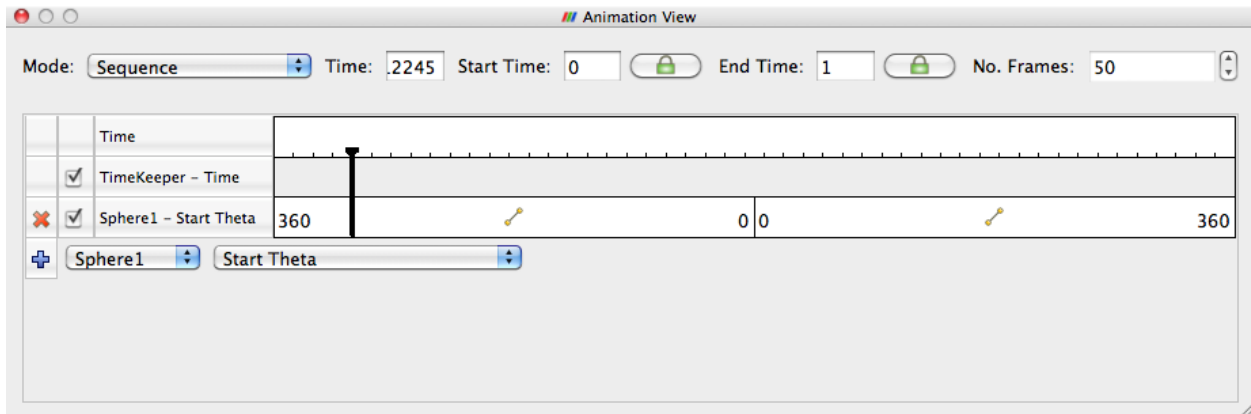 Animation View
Mode: Sequence Time: .2245 Start Time: 0 End Time: 1 No. Frames: 50
Time
TimeKeeper – Time
Sphere1 – Start Theta 360 0 0 360
Sphere1 Start Theta